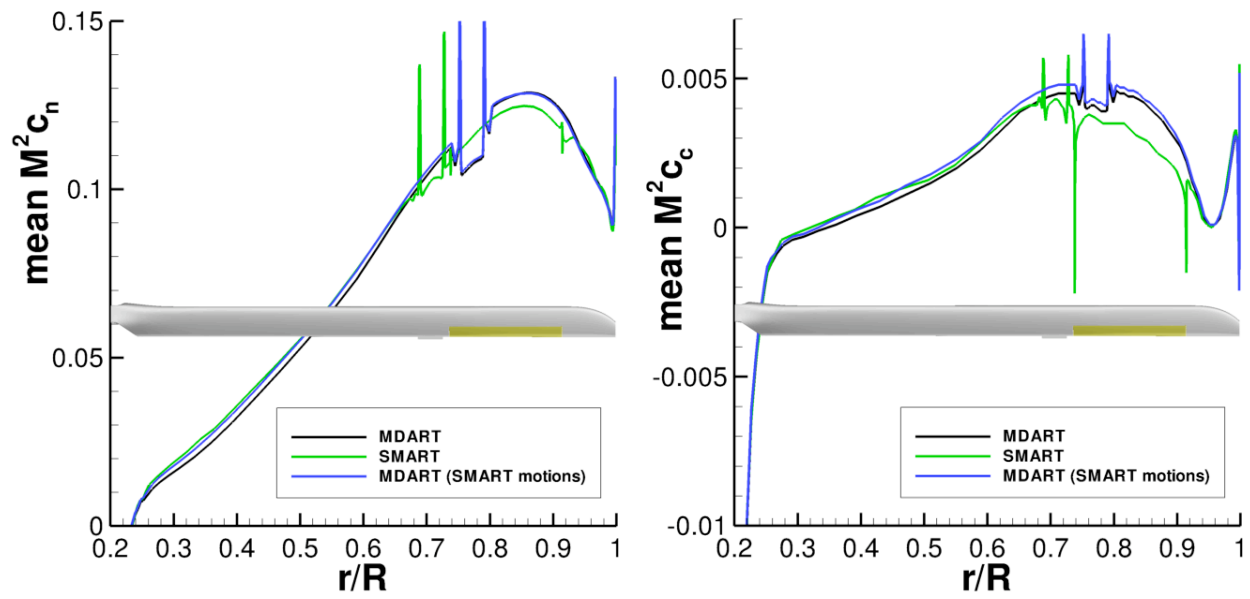 mean M²cₙ
0.15
0.1
0.05
0
0.2 0.3 0.4 0.5 0.6 0.7 0.8 0.9 1
r/R
MDART
SMART
MDART (SMART motions)
mean M²c꜀
0.005
0
-0.005
-0.01
0.2 0.3 0.4 0.5 0.6 0.7 0.8 0.9 1
r/R
MDART
SMART
MDART (SMART motions)